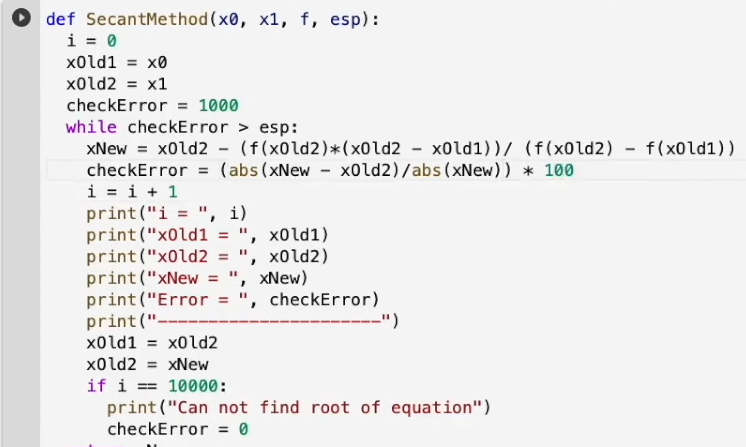 def SecantMethod(x0, x1, f, esp):
  i = 0
  xOld1 = x0
  xOld2 = x1
  checkError = 1000
  while checkError > esp:
    xNew = xOld2 - (f(xOld2)*(xOld2 - xOld1))/ (f(xOld2) - f(xOld1))
    checkError = (abs(xNew - xOld2)/abs(xNew)) * 100
    i = i + 1
    print("i = ", i)
    print("xOld1 = ", xOld1)
    print("xOld2 = ", xOld2)
    print("xNew = ", xNew)
    print("Error = ", checkError)
    print("----------------------")
    xOld1 = xOld2
    xOld2 = xNew
    if i == 10000:
      print("Can not find root of equation")
      checkError = 0